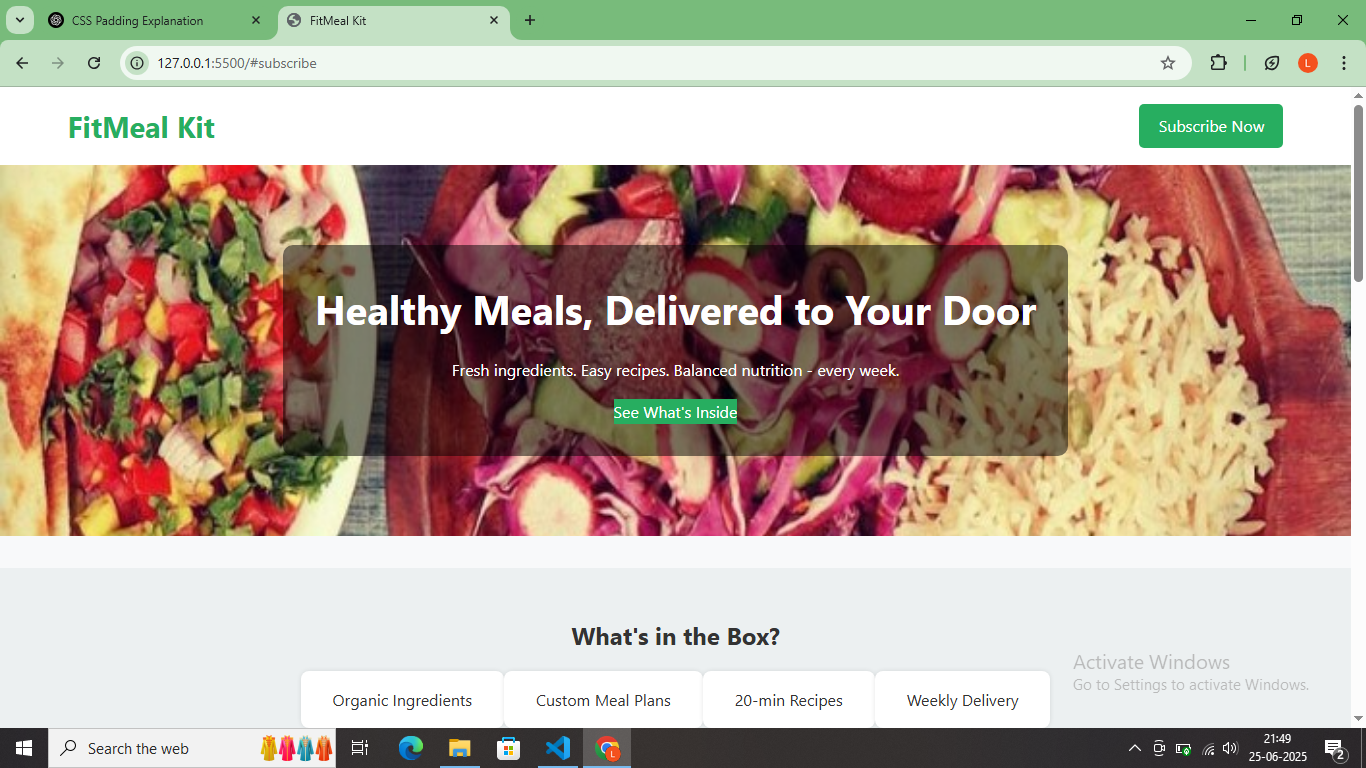 CSS Padding Explanation
FitMeal Kit
127.0.0.1:5500/#subscribe
L
FitMeal Kit
Subscribe Now
Healthy Meals, Delivered to Your Door
Fresh ingredients. Easy recipes. Balanced nutrition - every week.
See What's Inside
What's in the Box?
Organic Ingredients
Custom Meal Plans
20-min Recipes
Weekly Delivery
Activate Windows
Go to Settings to activate Windows.
Search the web
L
21:49
25-06-2025
2